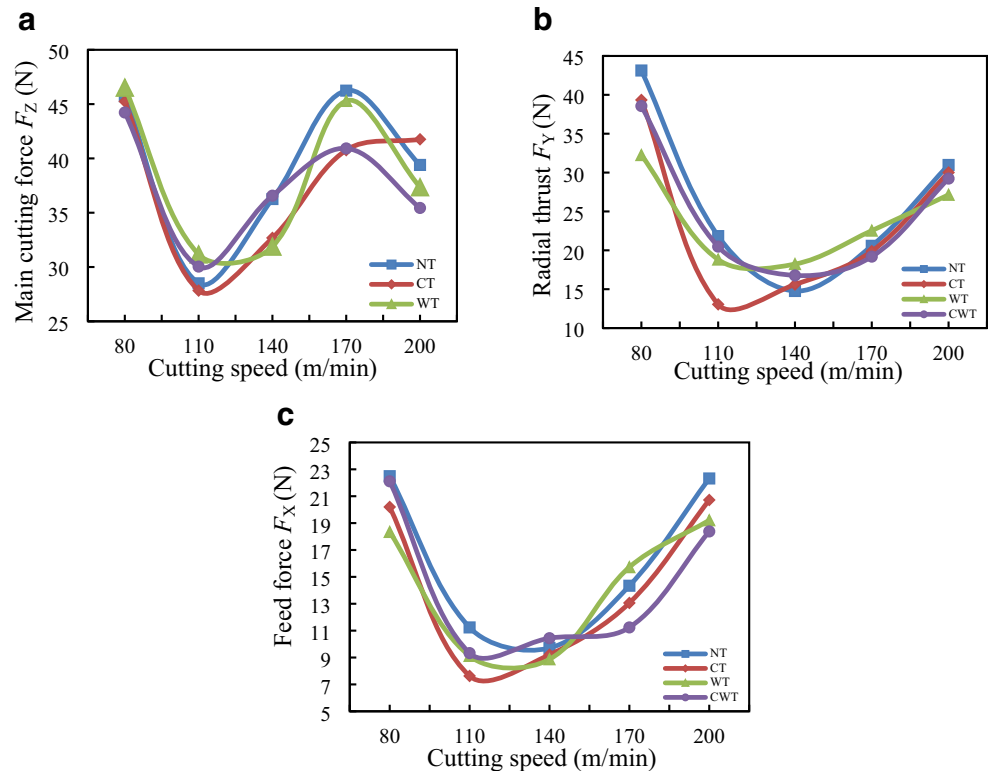 a
Main cutting force FZ (N)
50
45
40
35
30
25
NT
CT
WT
80 110 140 170 200
Cutting speed (m/min)
b
Radial thrust FY (N)
45
40
35
30
25
20
15
10
NT
CT
WT
CWT
80 110 140 170 200
Cutting speed (m/min)
c
Feed force FX (N)
25
23
21
19
17
15
13
11
9
7
5
NT
CT
WT
CWT
80 110 140 170 200
Cutting speed (m/min)